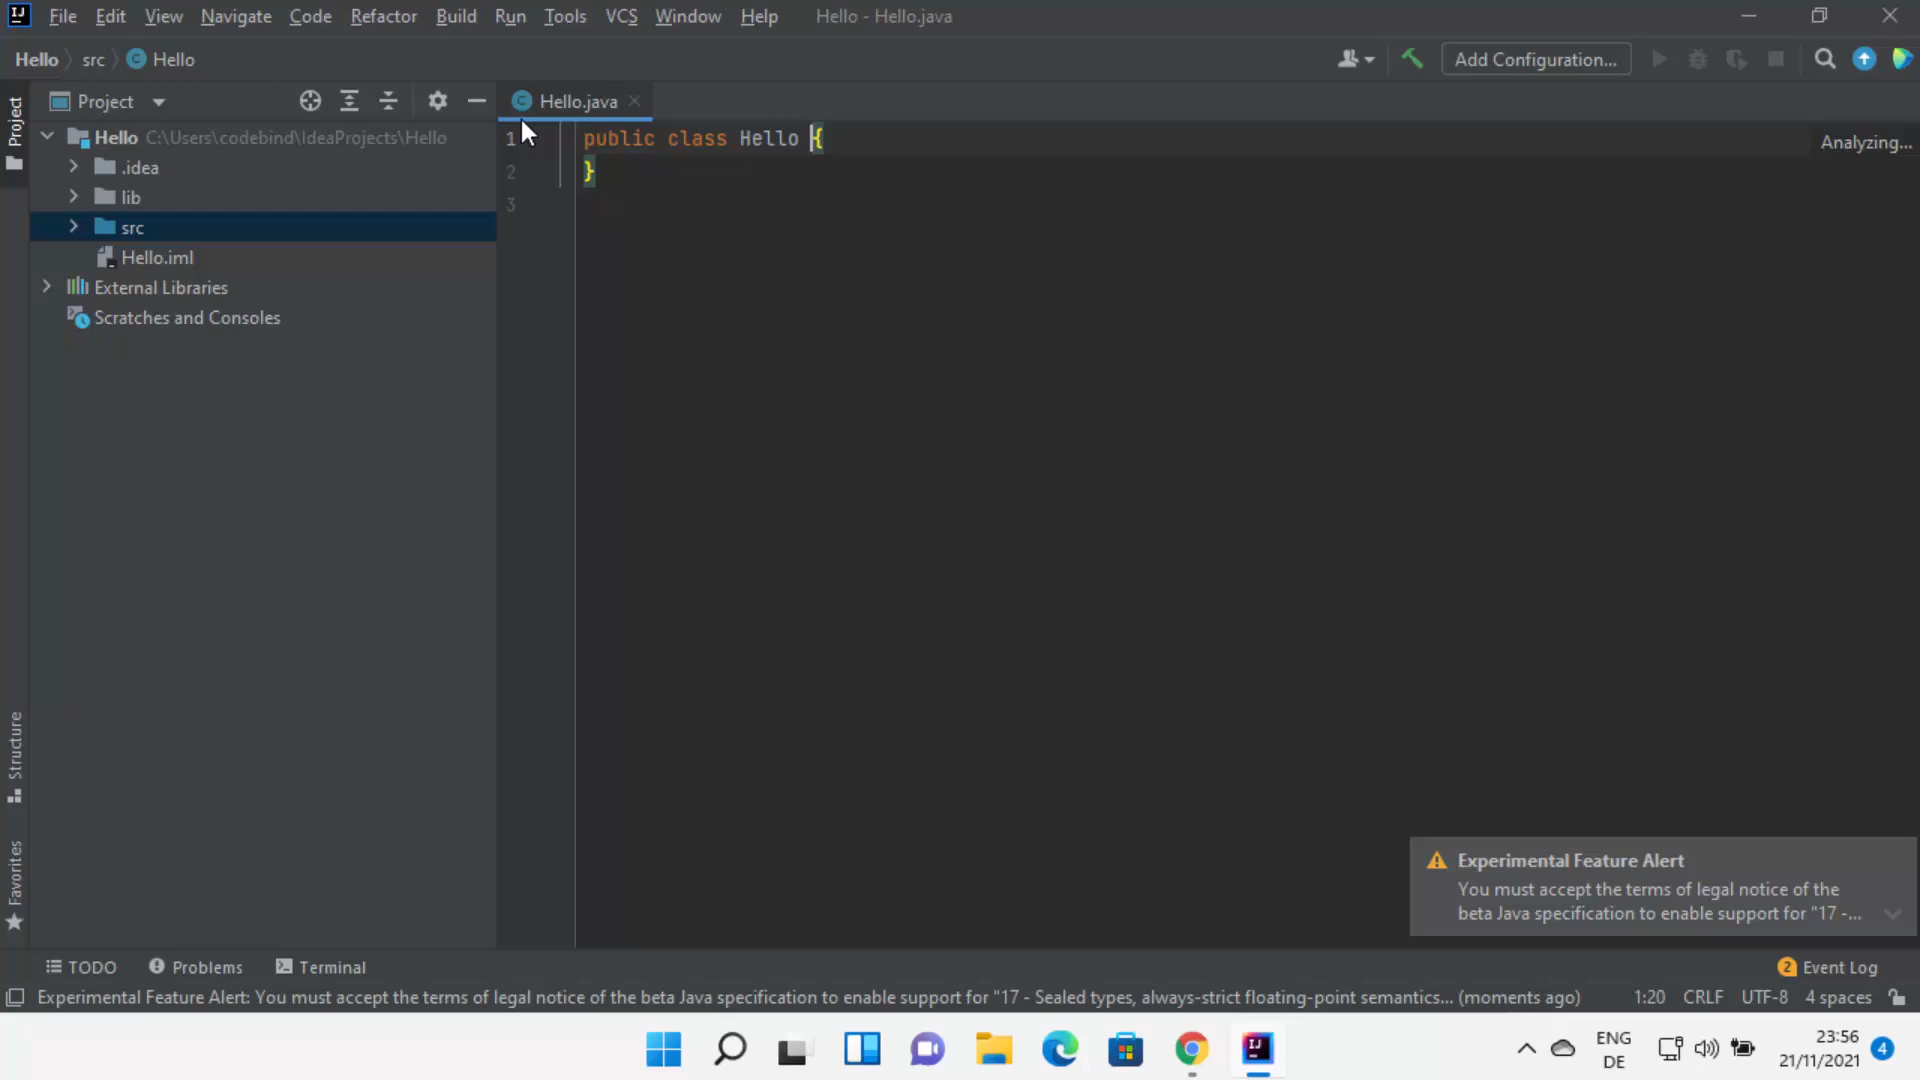 IJ File Edit View Navigate Code Refactor Build Run Tools VCS Window Help Hello - Hello.java
Hello src C Hello Add Configuration...
Project
Project
C Hello.java
Hello C:\Users\codebind\IdeaProjects\Hello
.idea
lib
src
Hello.iml
External Libraries
Scratches and Consoles
1 public class Hello {
2 }
3
Analyzing...
Structure
Favorites
Experimental Feature Alert
You must accept the terms of legal notice of the
beta Java specification to enable support for "17 -...
TODO Problems Terminal 2 Event Log
Experimental Feature Alert: You must accept the terms of legal notice of the beta Java specification to enable support for "17 - Sealed types, always-strict floating-point semantics... (moments ago) 1:20 CRLF UTF-8 4 spaces
IJ
ENG
DE
23:56
21/11/2021
4